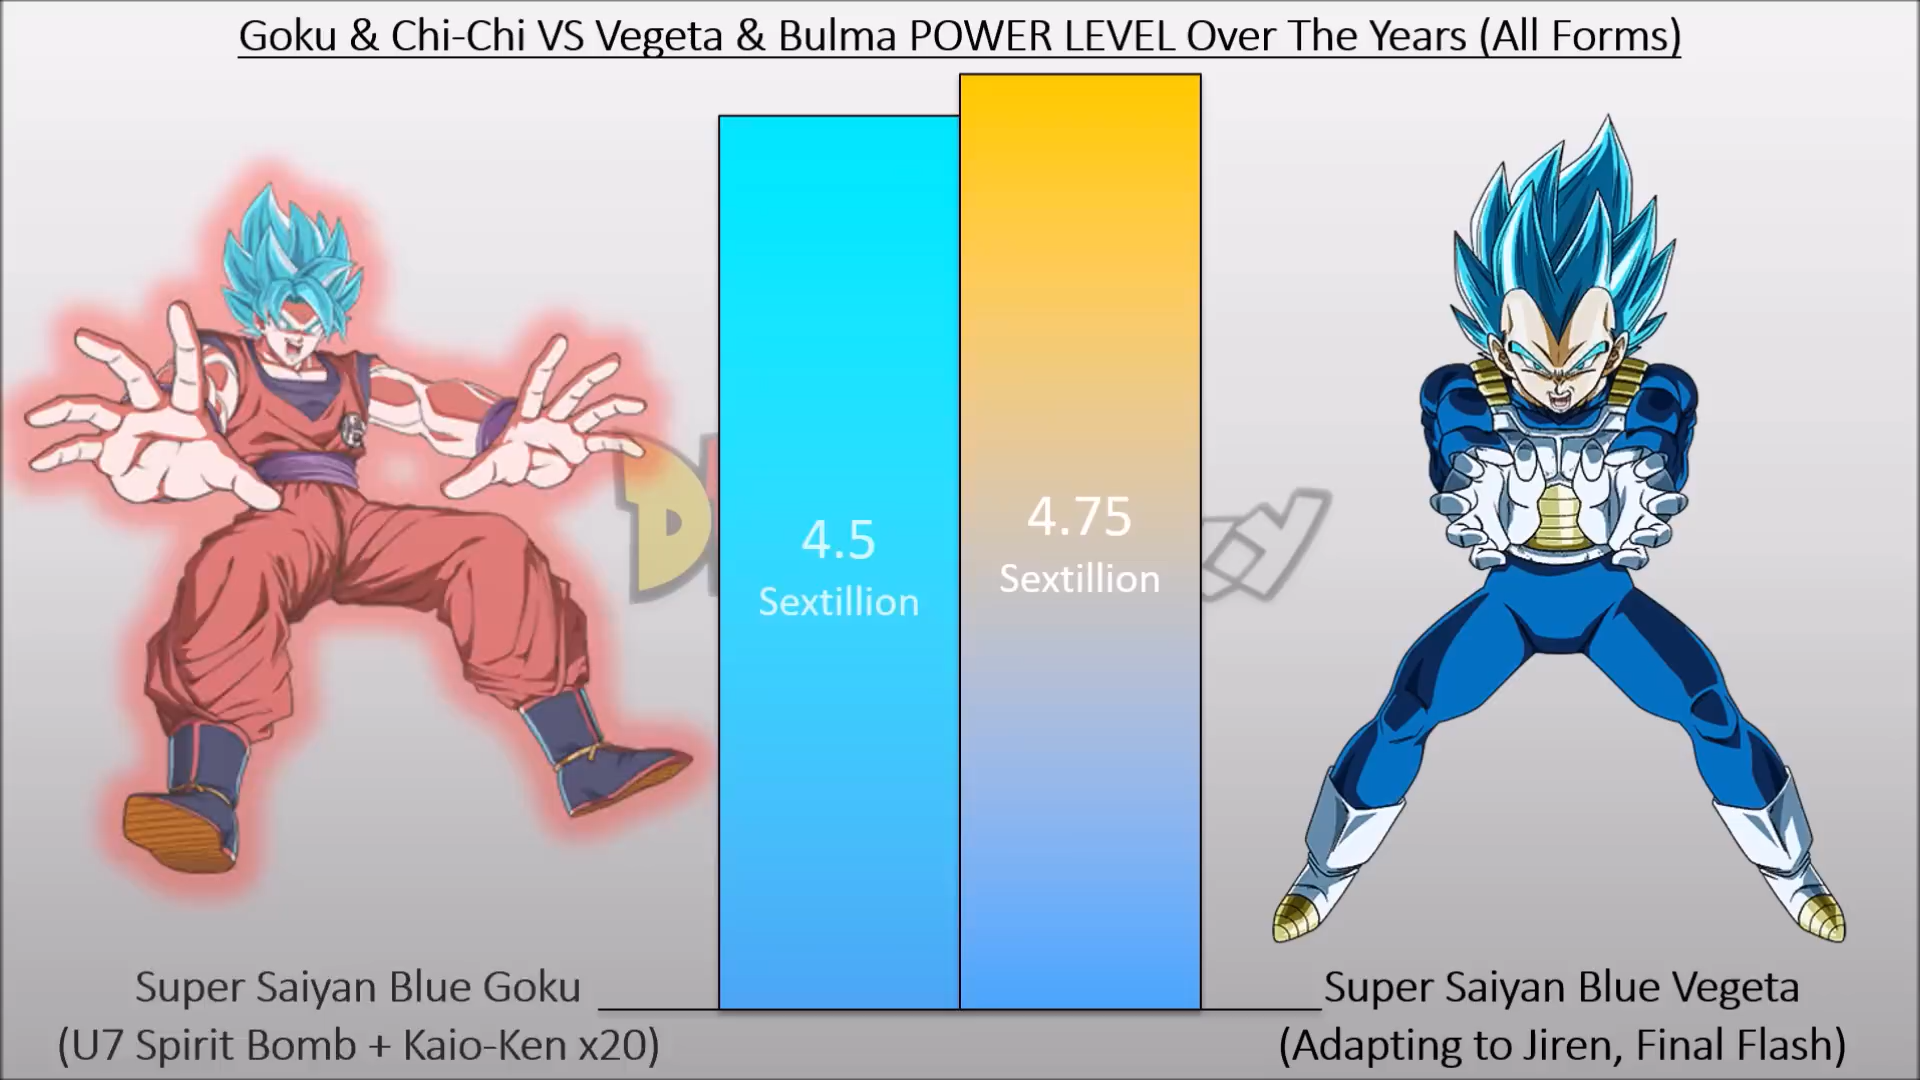 Goku & Chi-Chi VS Vegeta & Bulma POWER LEVEL Over The Years (All Forms)
4.5
Sextillion
4.75
Sextillion
Super Saiyan Blue Goku
(U7 Spirit Bomb + Kaio-Ken x20)
Super Saiyan Blue Vegeta
(Adapting to Jiren, Final Flash)